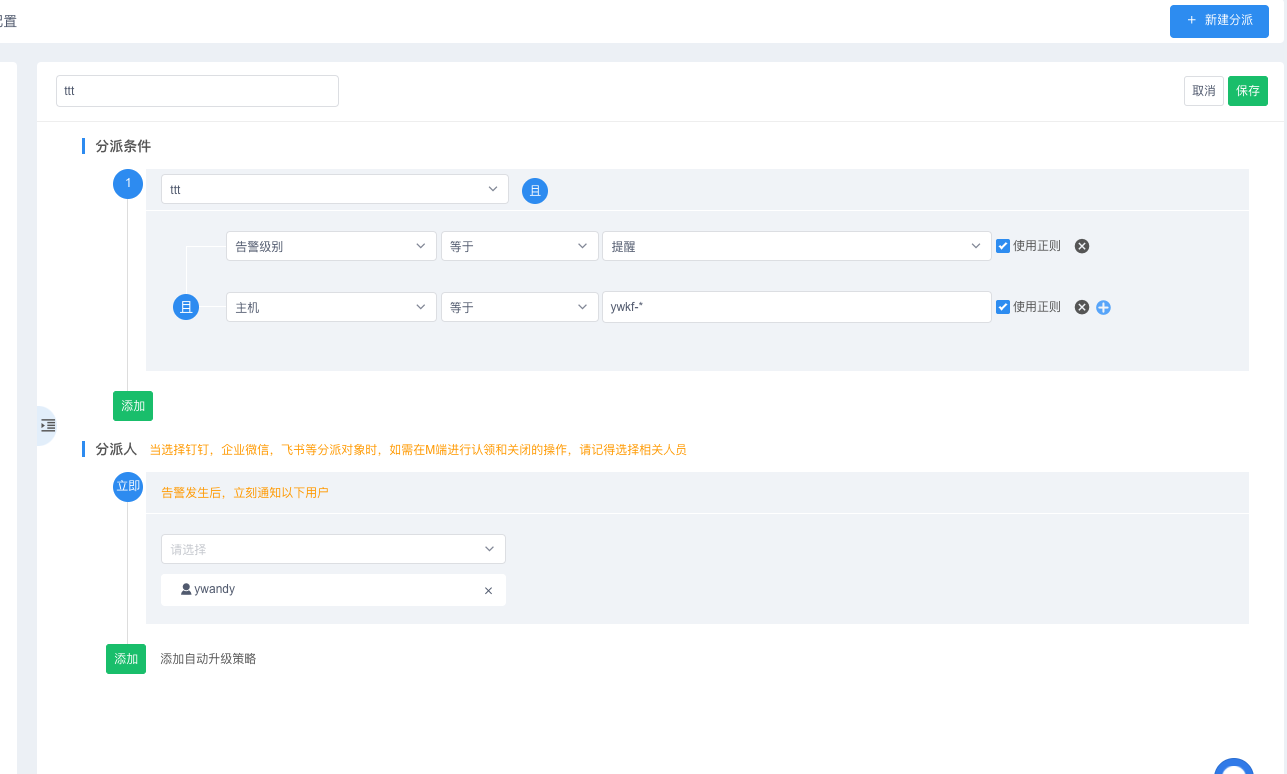 配置
+ 新建分派
ttt
取消
保存
分派条件
1
ttt
且
告警级别
等于
提醒
使用正则
且
主机
等于
ywkf-*
使用正则
添加
分派人 当选择钉钉，企业微信，飞书等分派对象时，如需在M端进行认领和关闭的操作，请记得选择相关人员
立即
告警发生后，立刻通知以下用户
请选择
ywandy
添加
添加自动升级策略